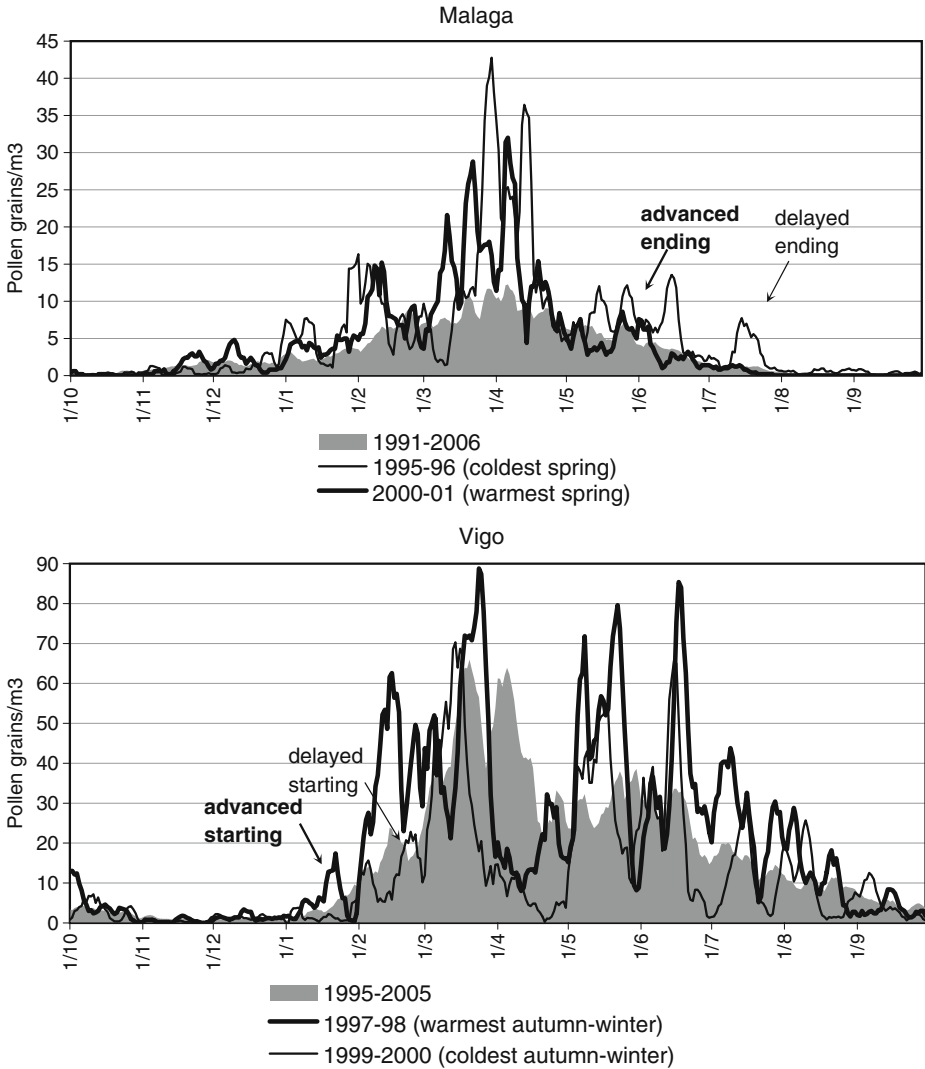 Malaga
Pollen grains/m3
45
40
35
30
25
20
15
10
5
0
advanced
ending
delayed
ending
1/10
1/11
1/12
1/1
1/2
1/3
1/4
1/5
1/6
1/7
1/8
1/9
1991-2006
1995-96 (coldest spring)
2000-01 (warmest spring)
Vigo
Pollen grains/m3
90
80
70
60
50
40
30
20
10
0
delayed
starting
advanced
starting
1/10
1/11
1/12
1/1
1/2
1/3
1/4
1/5
1/6
1/7
1/8
1/9
1995-2005
1997-98 (warmest autumn-winter)
1999-2000 (coldest autumn-winter)